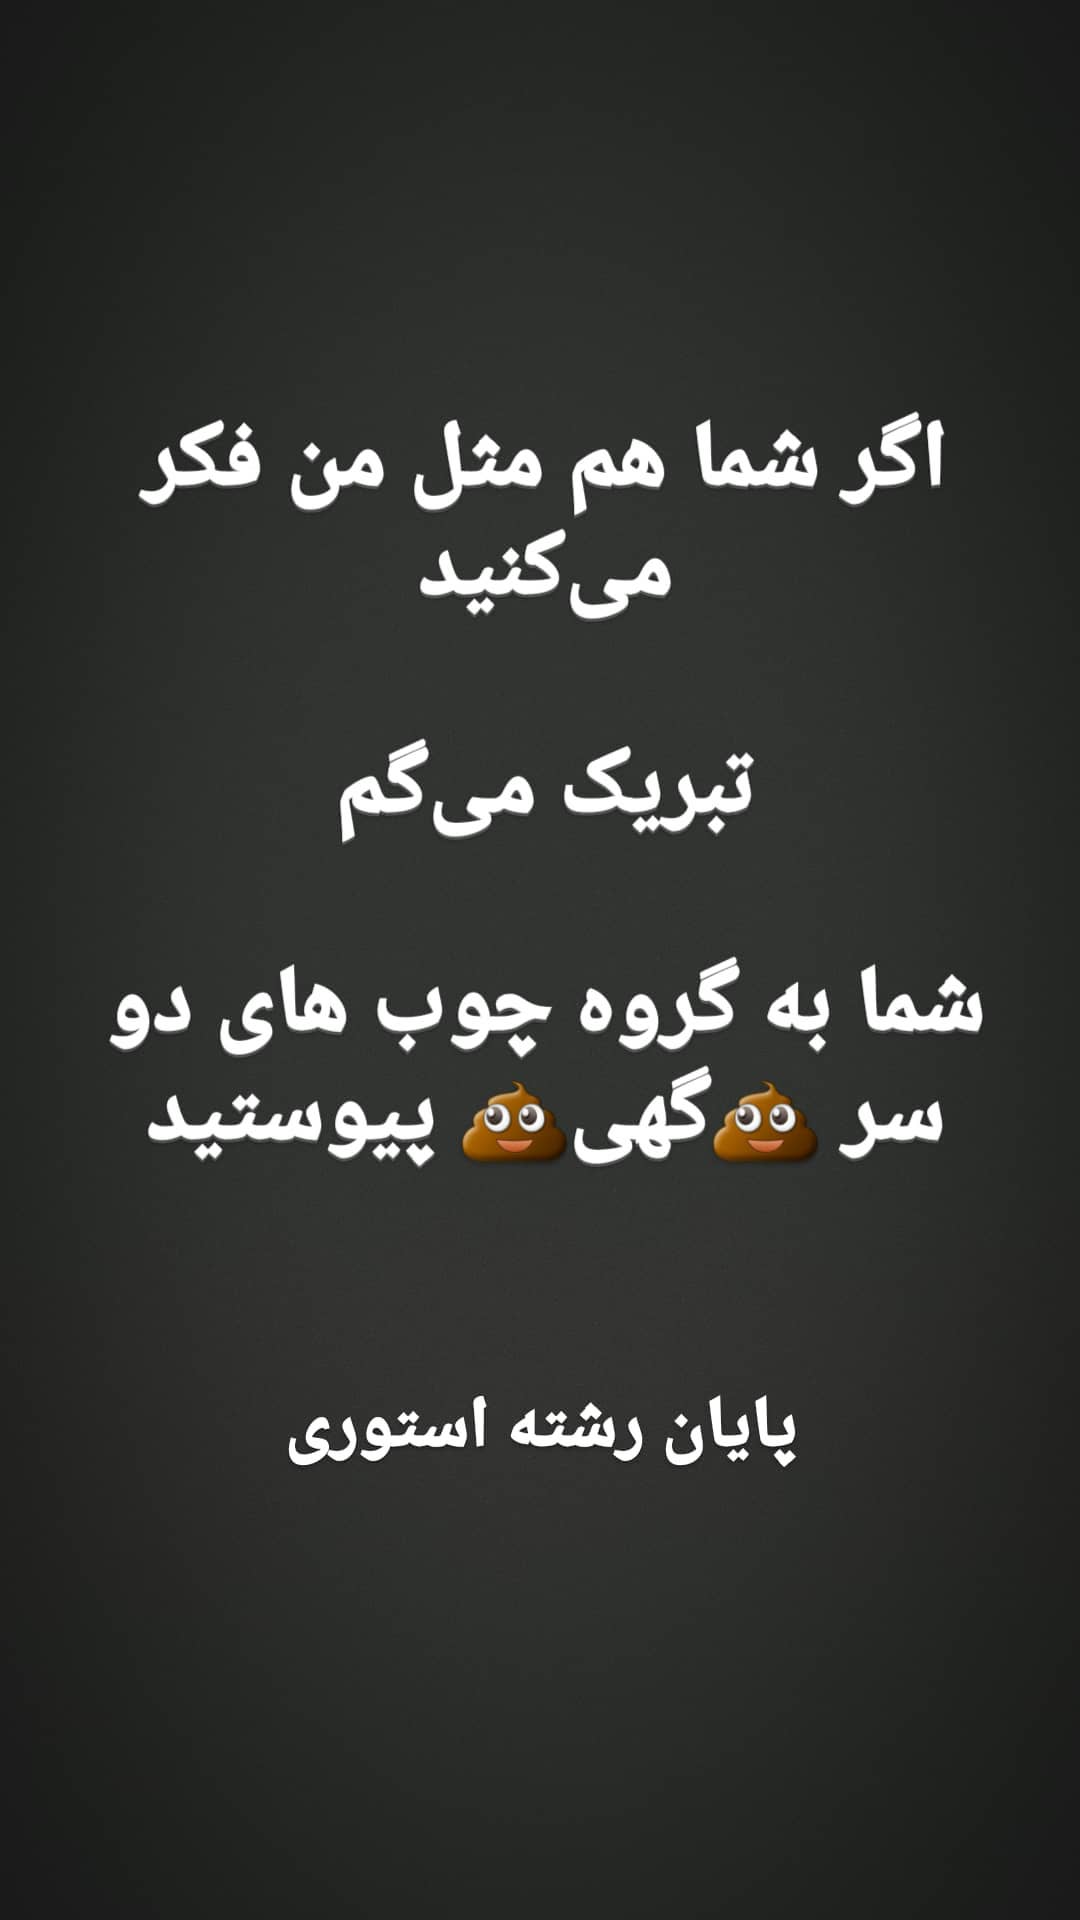 اگر شما هم مثل من فکر
می‌کنید
تبریک می‌گم
شما به گروه چوب های دو
سر 💩گهی💩 پیوستید
پایان رشته استوری